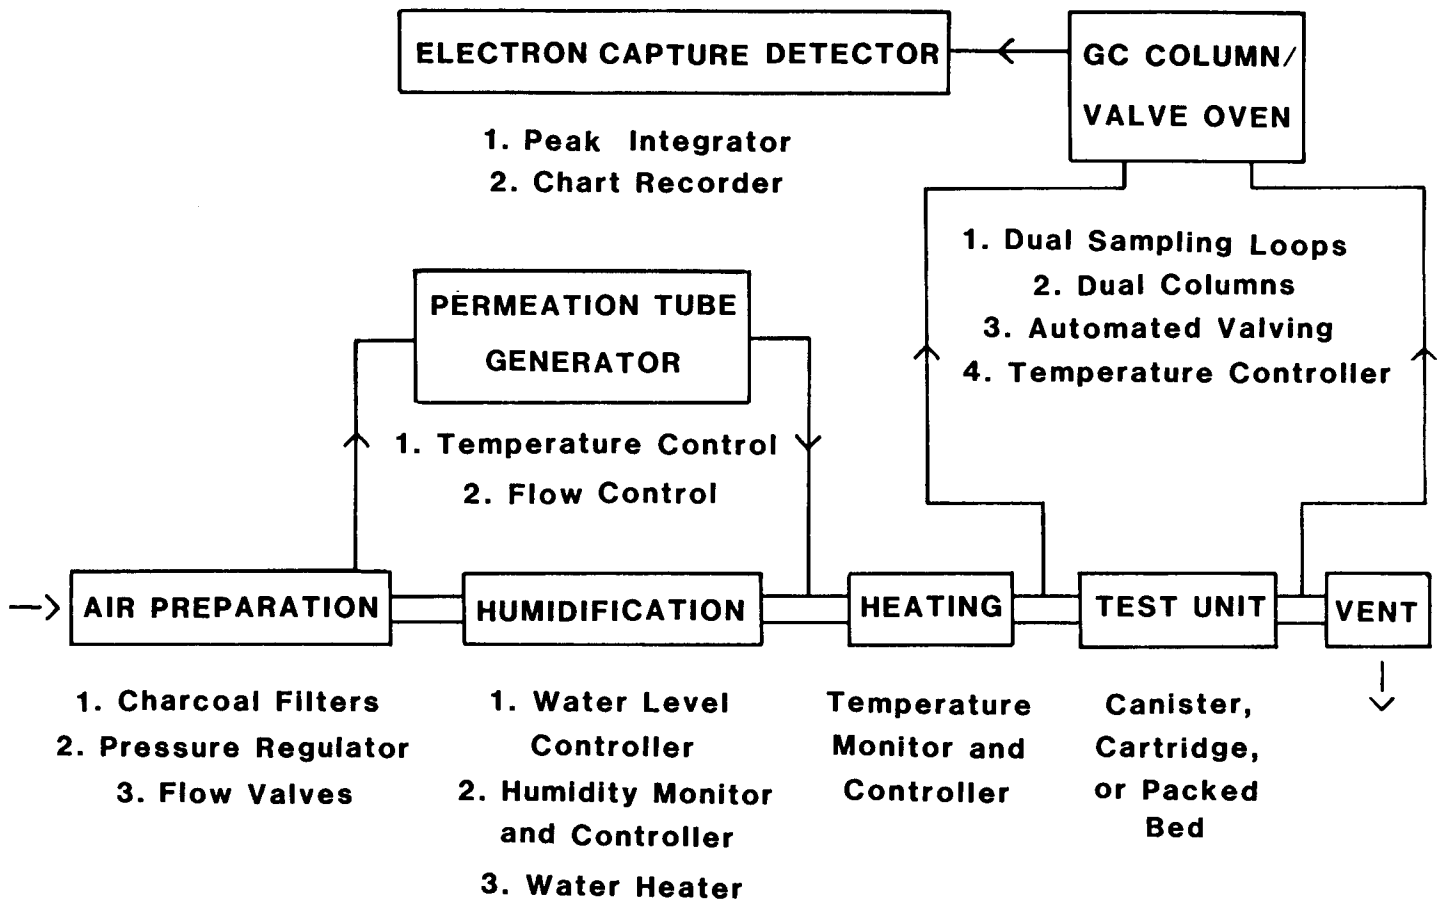 ELECTRON CAPTURE DETECTOR
1. Peak Integrator
2. Chart Recorder
GC COLUMN/
VALVE OVEN
1. Dual Sampling Loops
2. Dual Columns
3. Automated Valving
4. Temperature Controller
PERMEATION TUBE
GENERATOR
1. Temperature Control
2. Flow Control
AIR PREPARATION
HUMIDIFICATION
HEATING
TEST UNIT
VENT
1. Charcoal Filters
2. Pressure Regulator
3. Flow Valves
1. Water Level
Controller
2. Humidity Monitor
and Controller
3. Water Heater
Temperature
Monitor and
Controller
Canister,
Cartridge,
or Packed
Bed